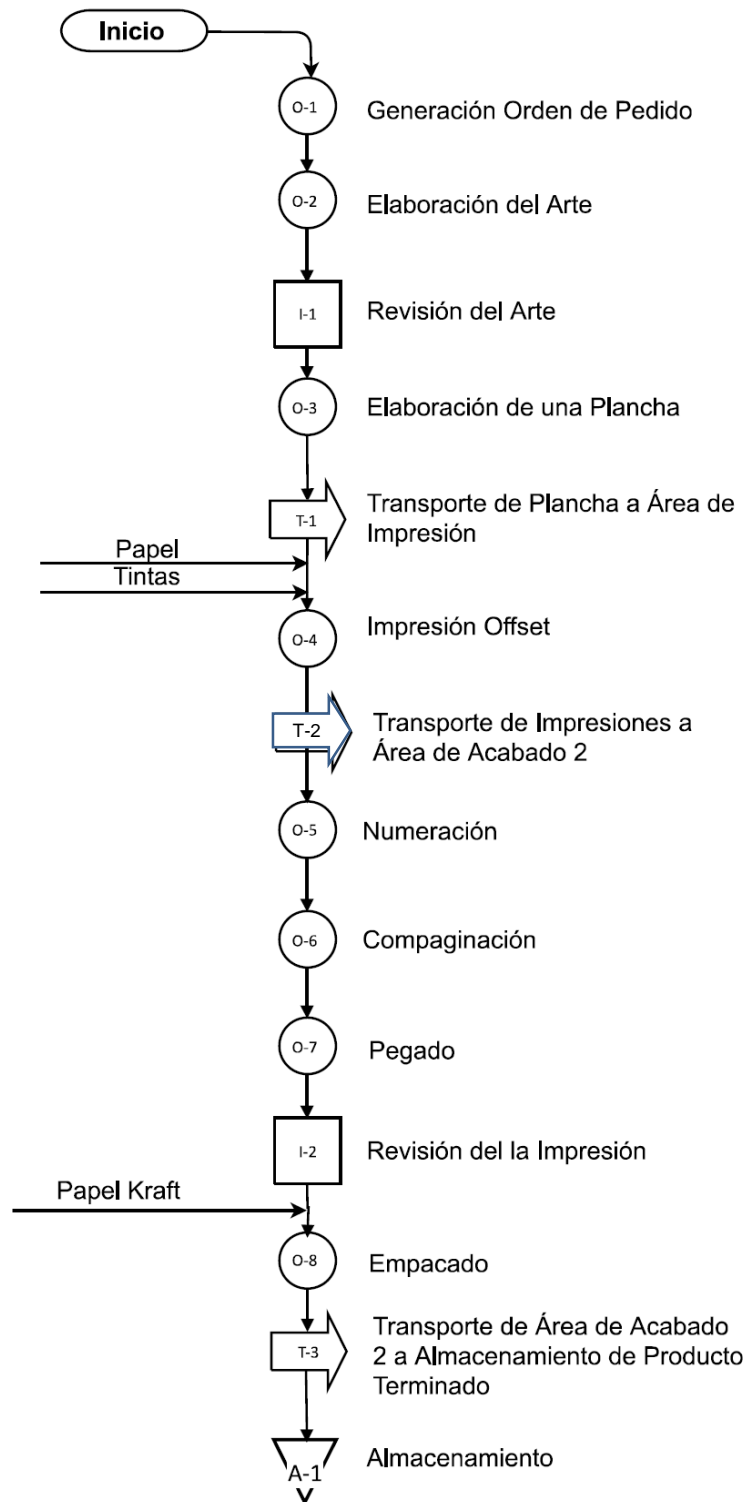 Inicio
O-1
Generación Orden de Pedido
O-2
Elaboración del Arte
I-1
Revisión del Arte
O-3
Elaboración de una Plancha
T-1
Transporte de Plancha a Área de
Impresión
Papel
Tintas
O-4
Impresión Offset
T-2
Transporte de Impresiones a
Área de Acabado 2
O-5
Numeración
O-6
Compaginación
O-7
Pegado
I-2
Revisión del la Impresión
Papel Kraft
O-8
Empacado
T-3
Transporte de Área de Acabado
2 a Almacenamiento de Producto
Terminado
A-1
Almacenamiento